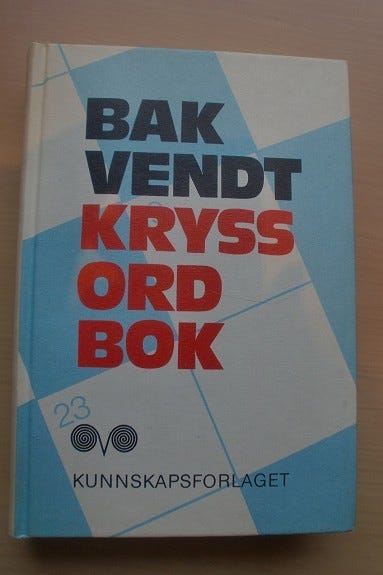 BAK
VENDT
KRYSS
ORD
BOK
23
KUNNSKAPSFORLAGET